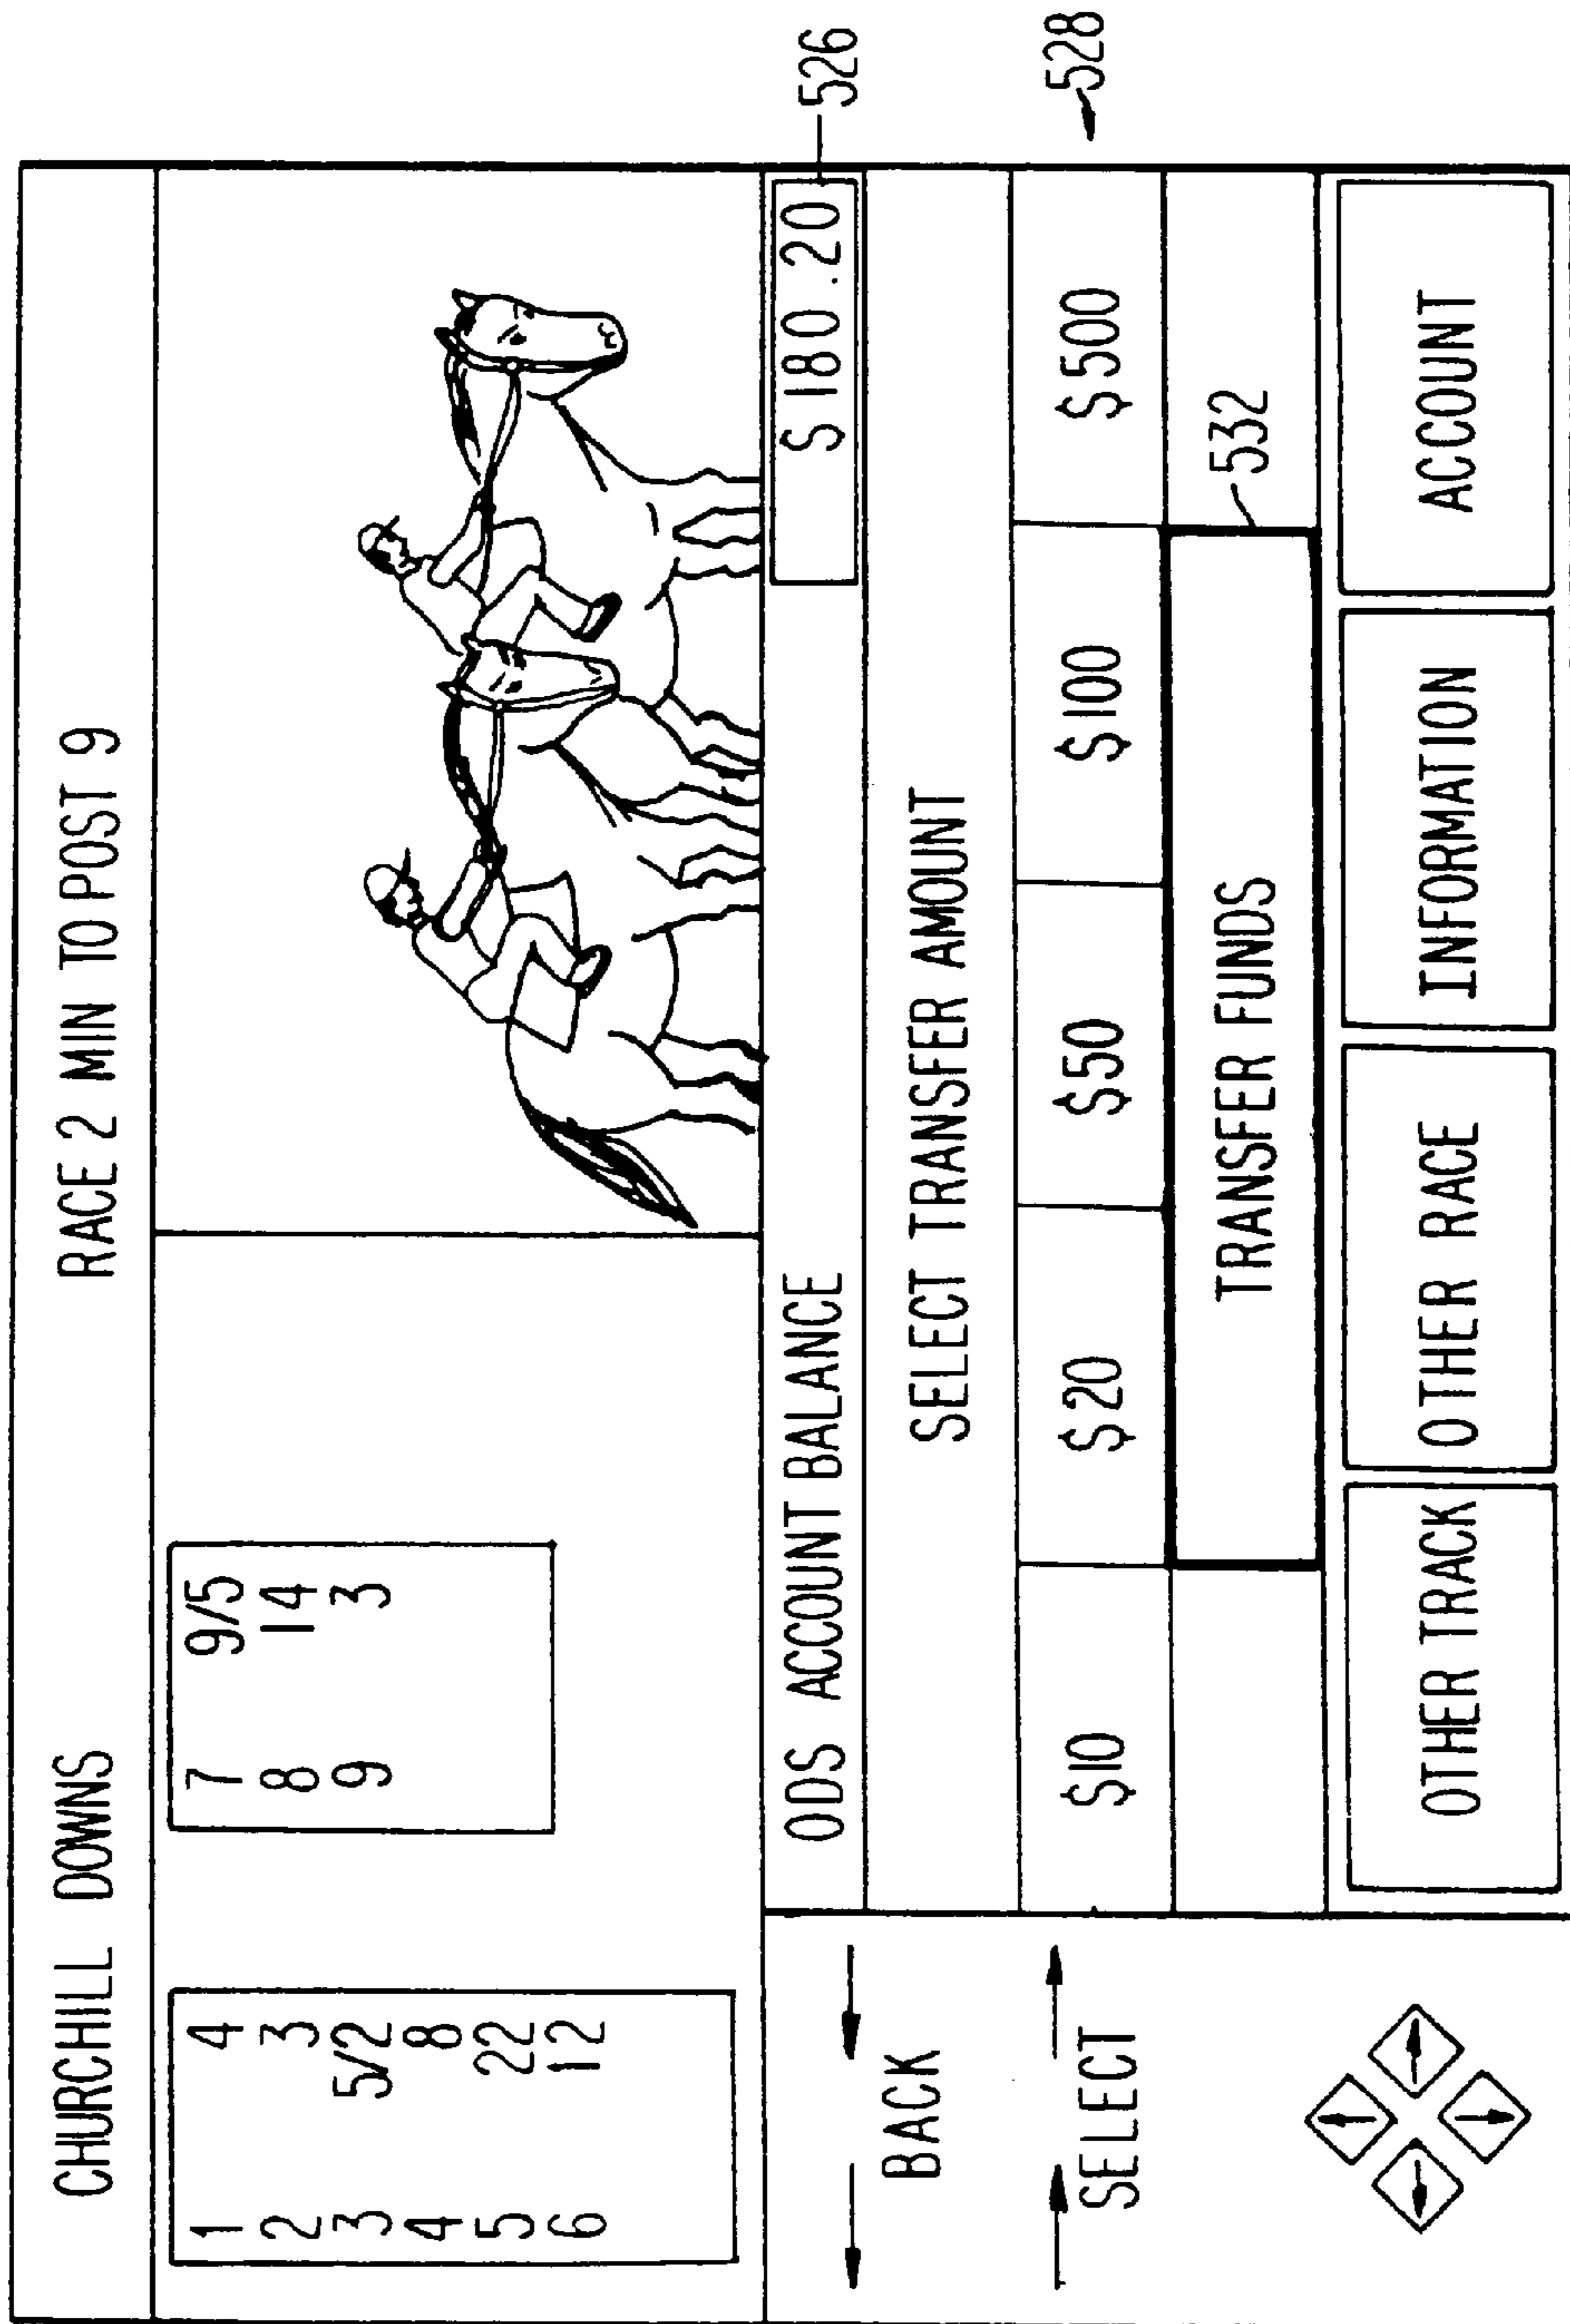 CHURCHILL DOWNS RACE 2 MIN TO POST 9
1 4 7 9/5
2 3 8 14
3 5/2 9 3
4 8
5 22
6 12
ODS ACCOUNT BALANCE $180.20 526
BACK
SELECT TRANSFER AMOUNT
SELECT
$10 $20 $50 $100 $500 528
TRANSFER FUNDS 532
OTHER TRACK OTHER RACE INFORMATION ACCOUNT